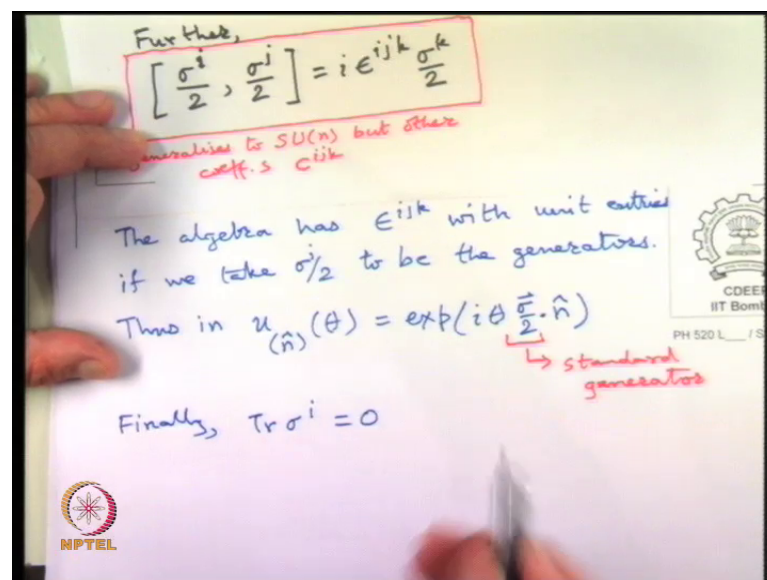 Further,
[σ^i/2, σ^j/2] = i ϵ^{ijk} σ^k/2
generalises to SU(n) but other
coeff.s C^{ijk}
The algebra has ϵ^{ijk} with unit entries
if we take σ^i/2 to be the generators.
Thus in u_{(n̂)}(θ) = exp(i θ σ⃗/2 · n̂)
↳ standard
generator
Finally, Tr σ^i = 0
CDEEP
IIT Bomb
PH 520 L___ / S
NPTEL